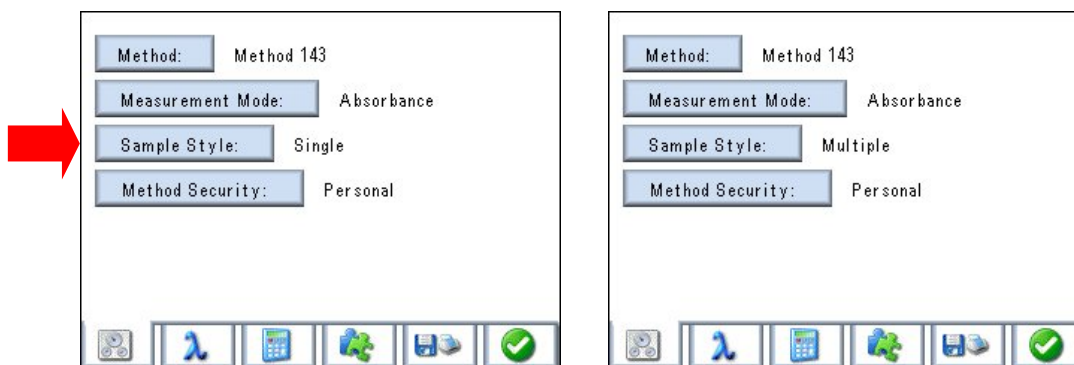 Method: Method 143
Measurement Mode: Absorbance
Sample Style: Single
Method Security: Personal
λ
Method: Method 143
Measurement Mode: Absorbance
Sample Style: Multiple
Method Security: Personal
λ